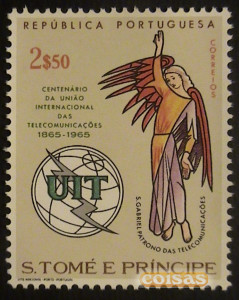 REPÚBLICA PORTUGUESA
2$50
CORREIOS
CENTENÁRIO
DA UNIÃO
INTERNACIONAL
DAS
TELECOMUNICAÇÕES
1865-1965
UIT
S. GABRIEL PATRONO DAS TELECOMUNICAÇÕES
S. TOMÉ E PRÍNCIPE
coisas